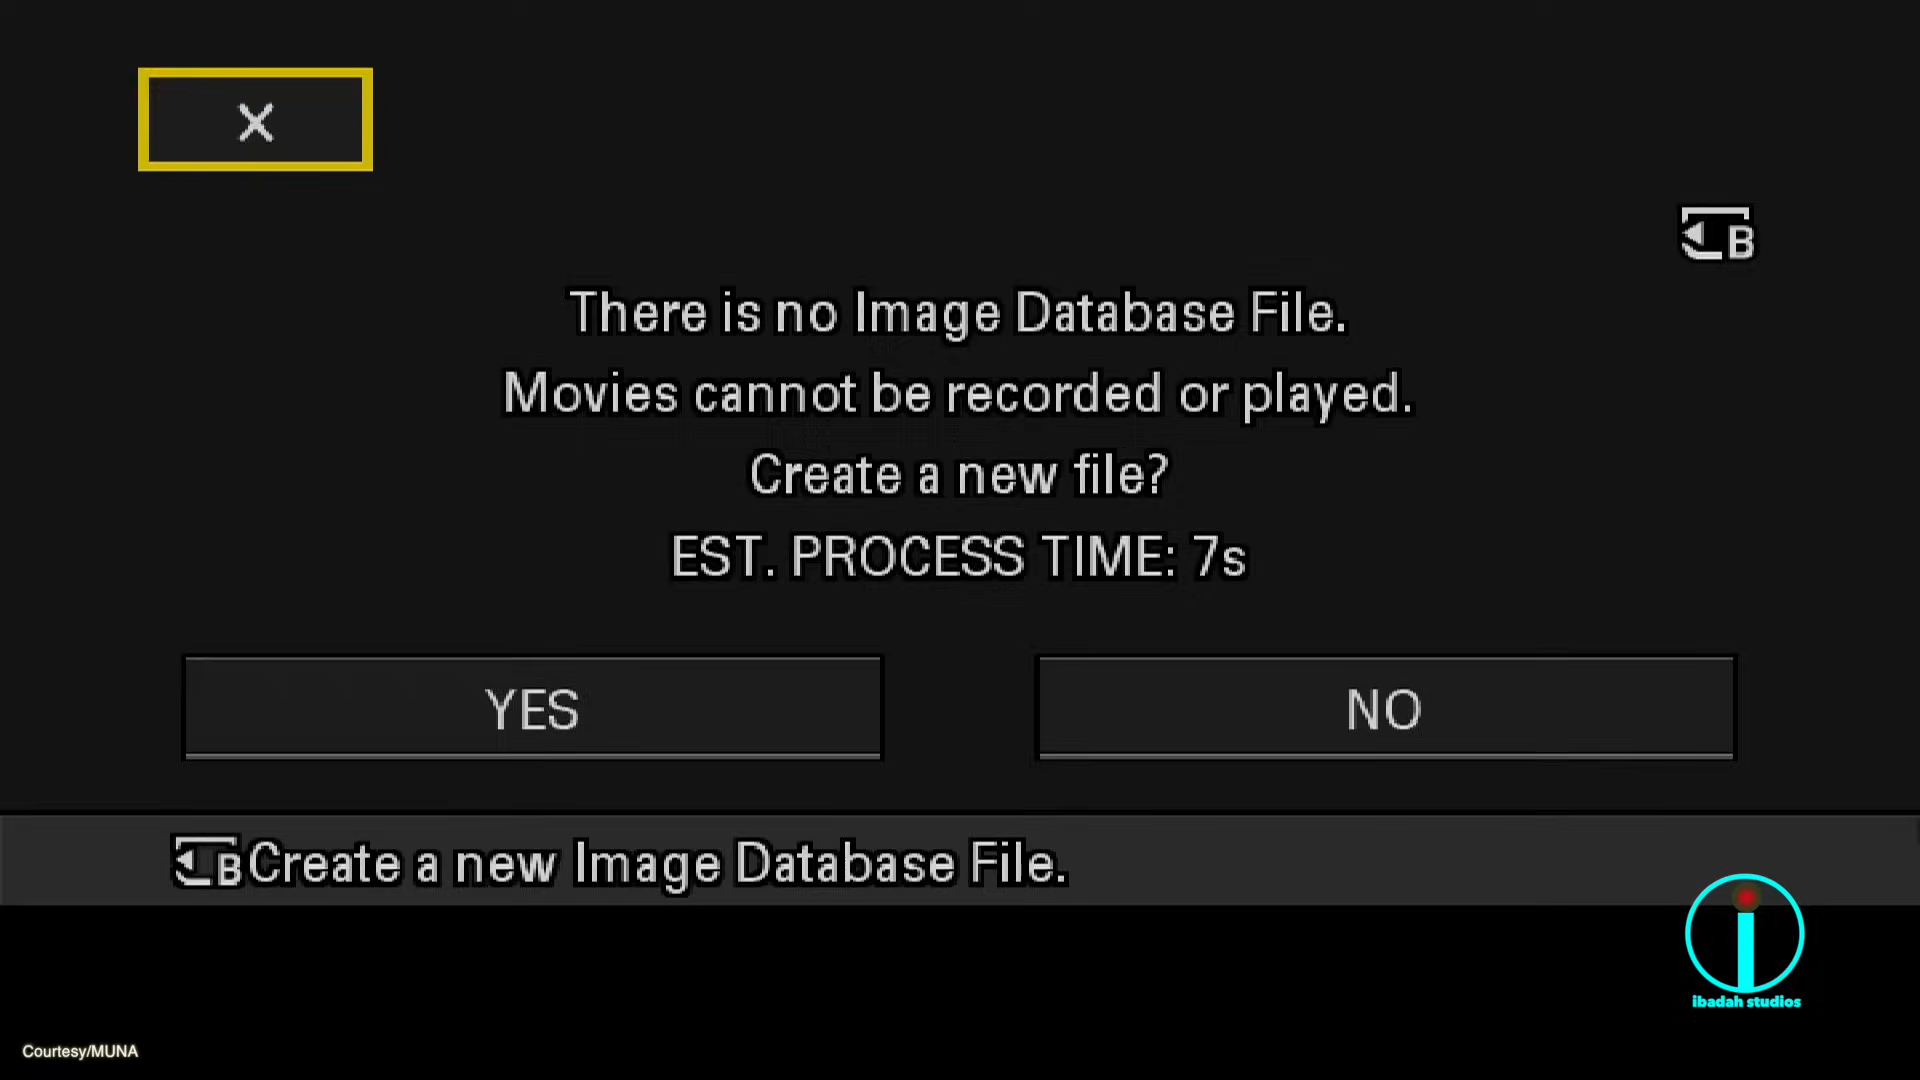 ×
B
There is no Image Database File.
Movies cannot be recorded or played.
Create a new file?
EST. PROCESS TIME: 7s
YES
NO
B Create a new Image Database File.
i
ibadah studios
Courtesy/MUNA